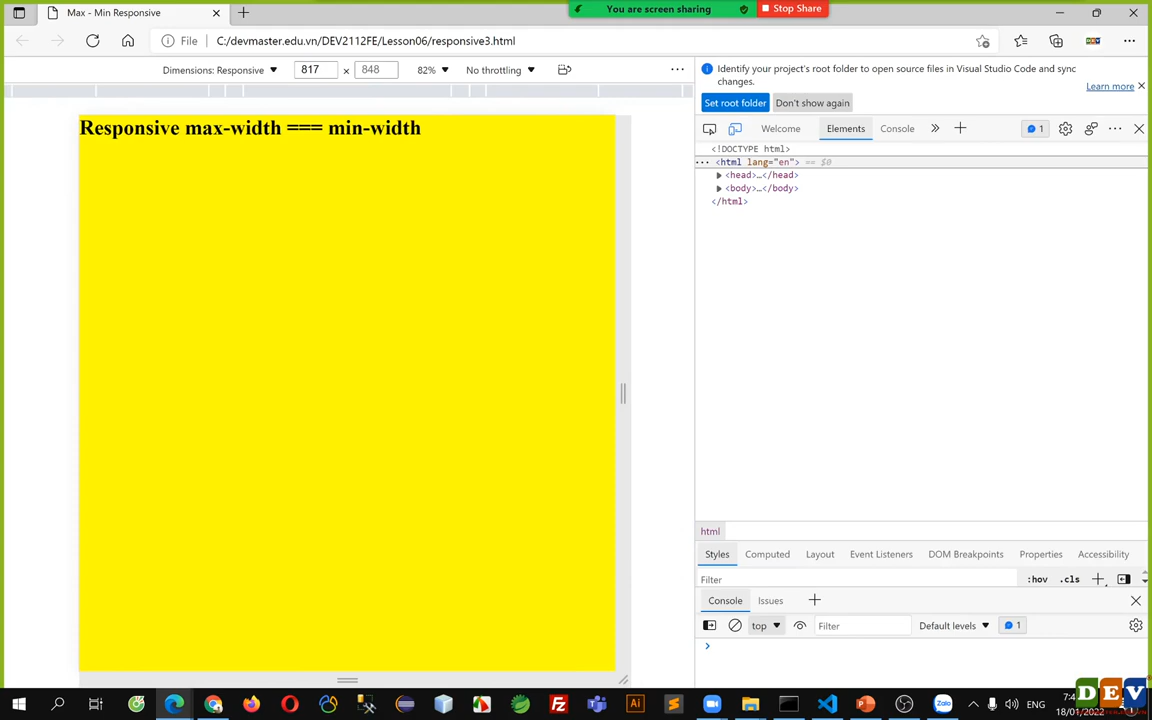 You are screen sharing
Stop Share
Max - Min Responsive
File
C:/devmaster.edu.vn/DEV2112FE/Lesson06/responsive3.html
Dimensions: Responsive
817
×
848
82%
No throttling
Identify your project's root folder to open source files in Visual Studio Code and sync
changes.
Learn more
Set root folder
Don't show again
Welcome
Elements
Console
1
<!DOCTYPE html>
<html lang="en"> == $0
<head>…</head>
<body>…</body>
</html>
Responsive max-width === min-width
html
Styles
Computed
Layout
Event Listeners
DOM Breakpoints
Properties
Accessibility
Filter
:hov
.cls
Console
Issues
top
Filter
Default levels
1
Ai
Zalo
ENG
18/01/2022
DEV